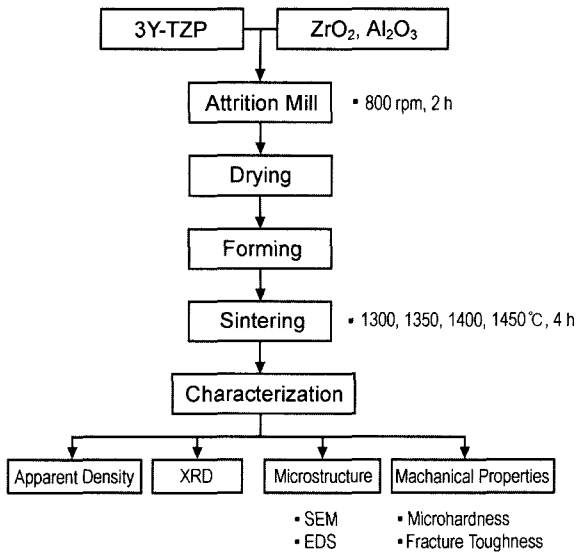 3Y-TZP
ZrO₂, Al₂O₃
Attrition Mill
▪ 800 rpm, 2 h
Drying
Forming
Sintering
▪ 1300, 1350, 1400, 1450℃, 4 h
Characterization
Apparent Density
XRD
Microstructure
Machanical Properties
▪ SEM
▪ EDS
▪ Microhardness
▪ Fracture Toughness